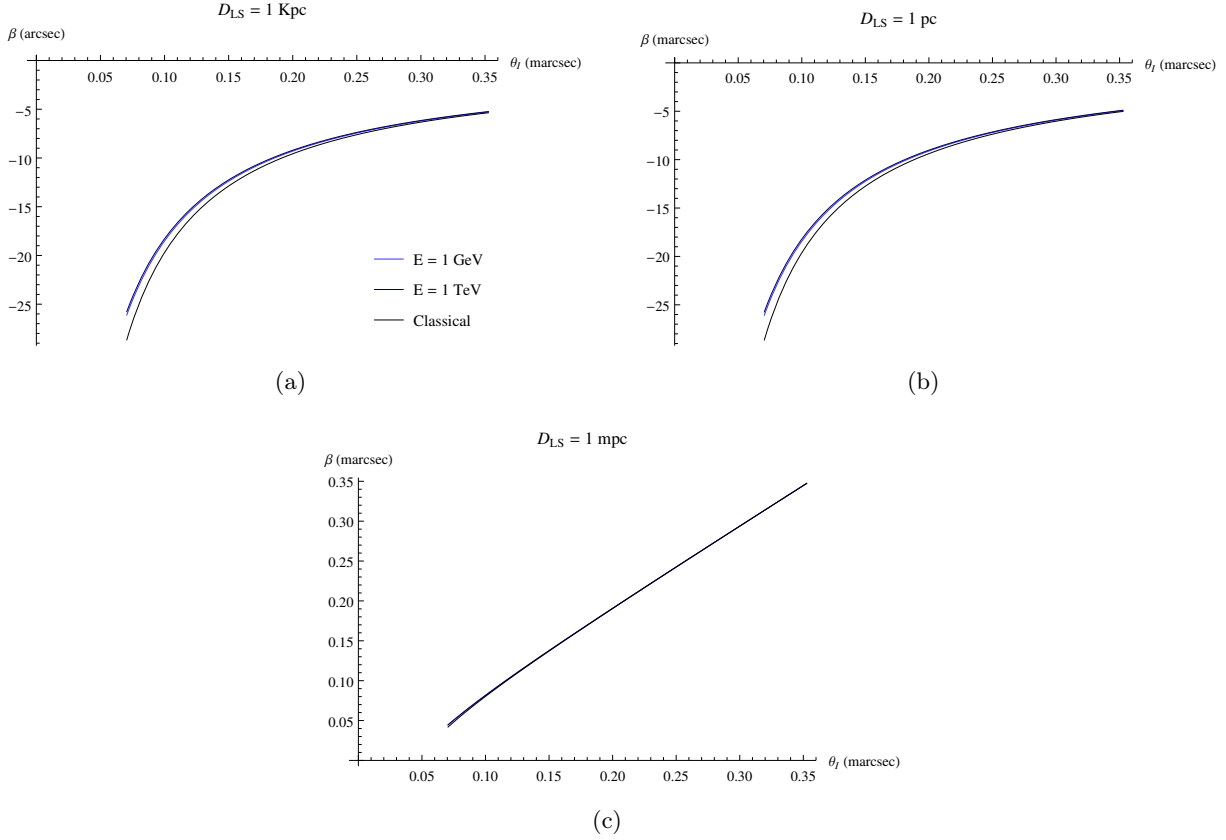 D_LS = 1 Kpc
β (arcsec)
θ_I (marcsec)
0.05 0.10 0.15 0.20 0.25 0.30 0.35
−5
−10
−15
−20
−25
E = 1 GeV
E = 1 TeV
Classical
(a)
D_LS = 1 pc
β (marcsec)
θ_I (marcsec)
0.05 0.10 0.15 0.20 0.25 0.30 0.35
−5
−10
−15
−20
−25
(b)
D_LS = 1 mpc
β (marcsec)
0.35
0.30
0.25
0.20
0.15
0.10
0.05
θ_I (marcsec)
0.05 0.10 0.15 0.20 0.25 0.30 0.35
(c)